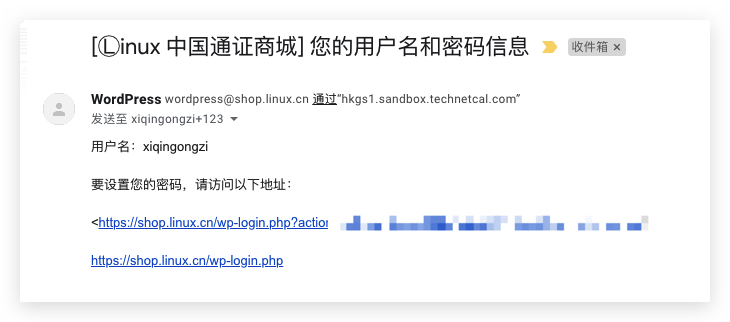 [Ⓛinux 中国通证商城] 您的用户名和密码信息 收件箱 ×
WordPress wordpress@shop.linux.cn 通过“hkgs1.sandbox.technetcal.com”
发送至 xiqingongzi+123
用户名：xiqingongzi
要设置您的密码，请访问以下地址：
<https://shop.linux.cn/wp-login.php?action
https://shop.linux.cn/wp-login.php